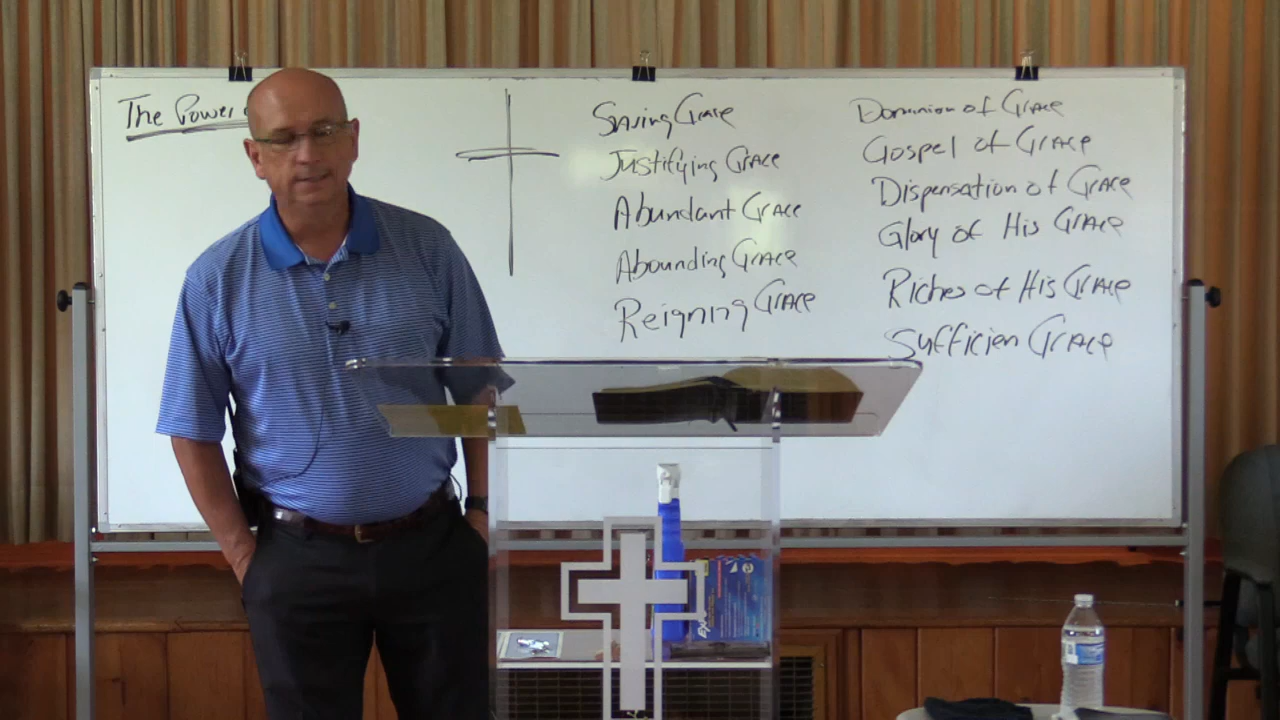 The Power
Saving Grace
Justifying Grace
Abundant Grace
Abounding Grace
Reigning Grace
Dominion of Grace
Gospel of Grace
Dispensation of Grace
Glory of His Grace
Riches of His Grace
Sufficien Grace
EXPO